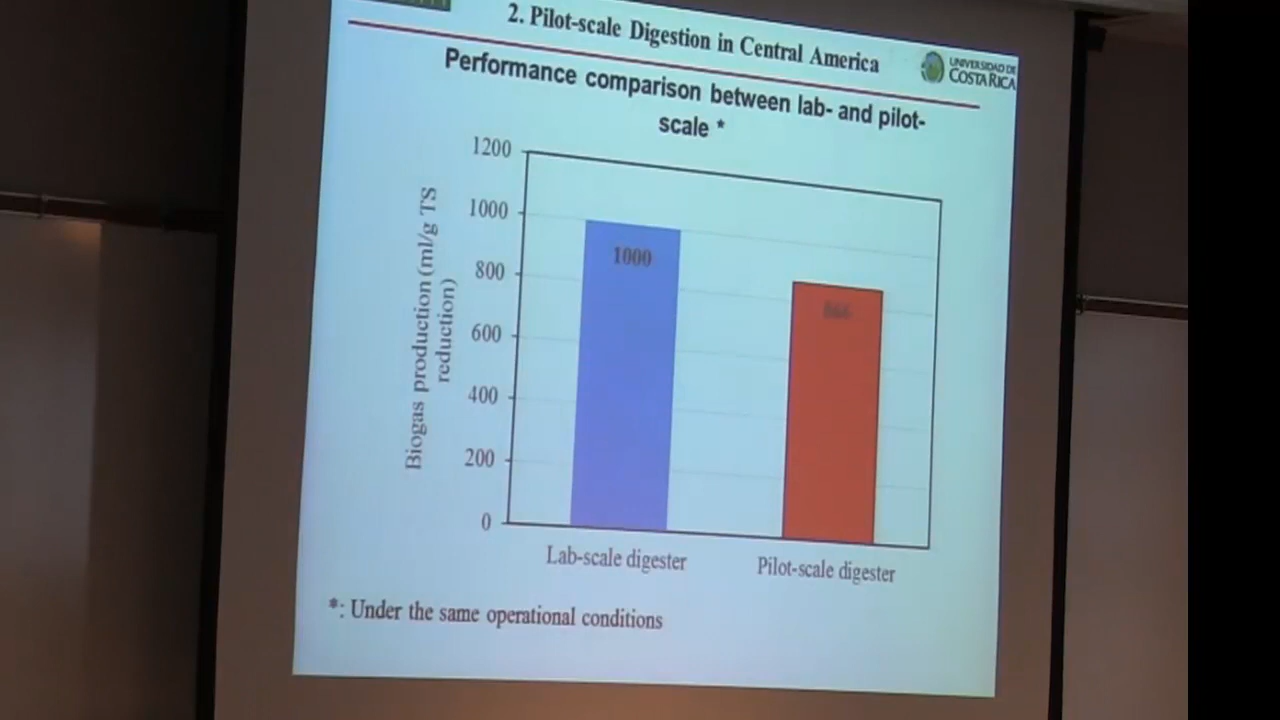 2. Pilot-scale Digestion in Central America
UNIVERSIDAD DE
COSTA RICA
Performance comparison between lab- and pilot-
scale *
1200
1000
800
600
400
200
0
Biogas production (ml/g TS
reduction)
1000
Lab-scale digester
Pilot-scale digester
*: Under the same operational conditions